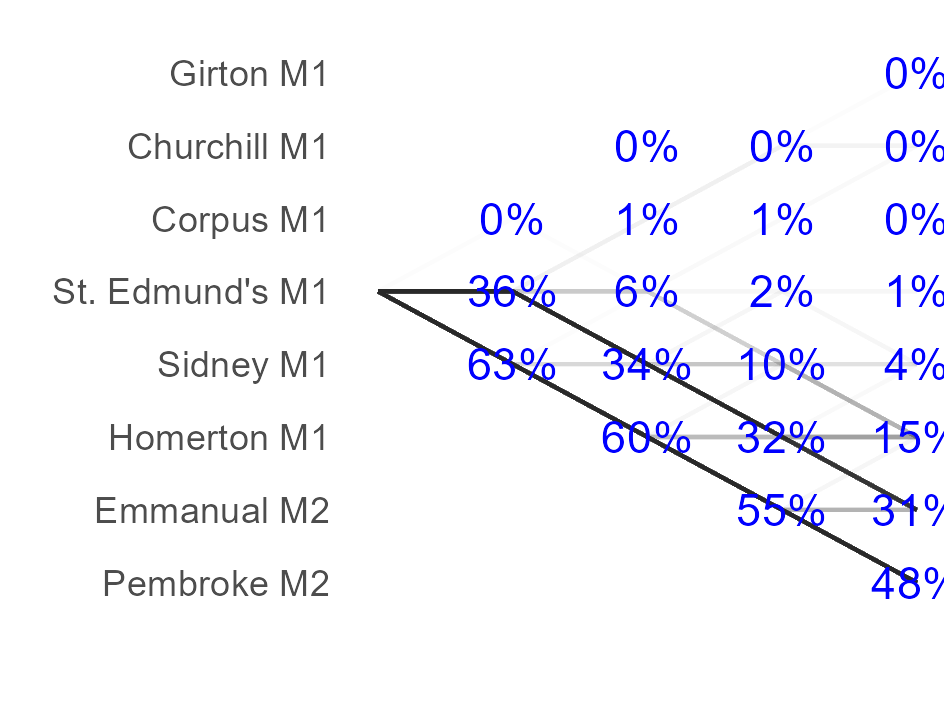 Girton M1 0%
Churchill M1 0% 0% 0%
Corpus M1 0% 1% 1% 0%
St. Edmund's M1 36% 6% 2% 1%
Sidney M1 63% 34% 10% 4%
Homerton M1 60% 32% 15%
Emmanual M2 55% 31%
Pembroke M2 48%